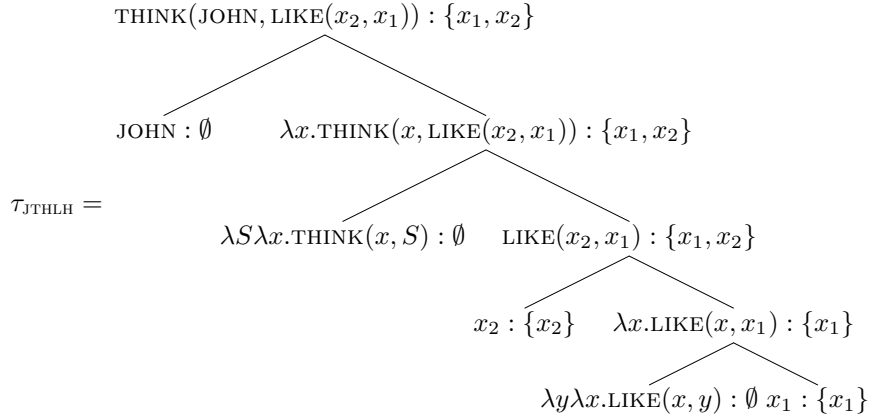 THINK(JOHN, LIKE(x₂, x₁)) : {x₁, x₂}
JOHN : ∅ λx.THINK(x, LIKE(x₂, x₁)) : {x₁, x₂}
τ_JTHLH =
λSλx.THINK(x, S) : ∅ LIKE(x₂, x₁) : {x₁, x₂}
x₂ : {x₂} λx.LIKE(x, x₁) : {x₁}
λyλx.LIKE(x, y) : ∅ x₁ : {x₁}